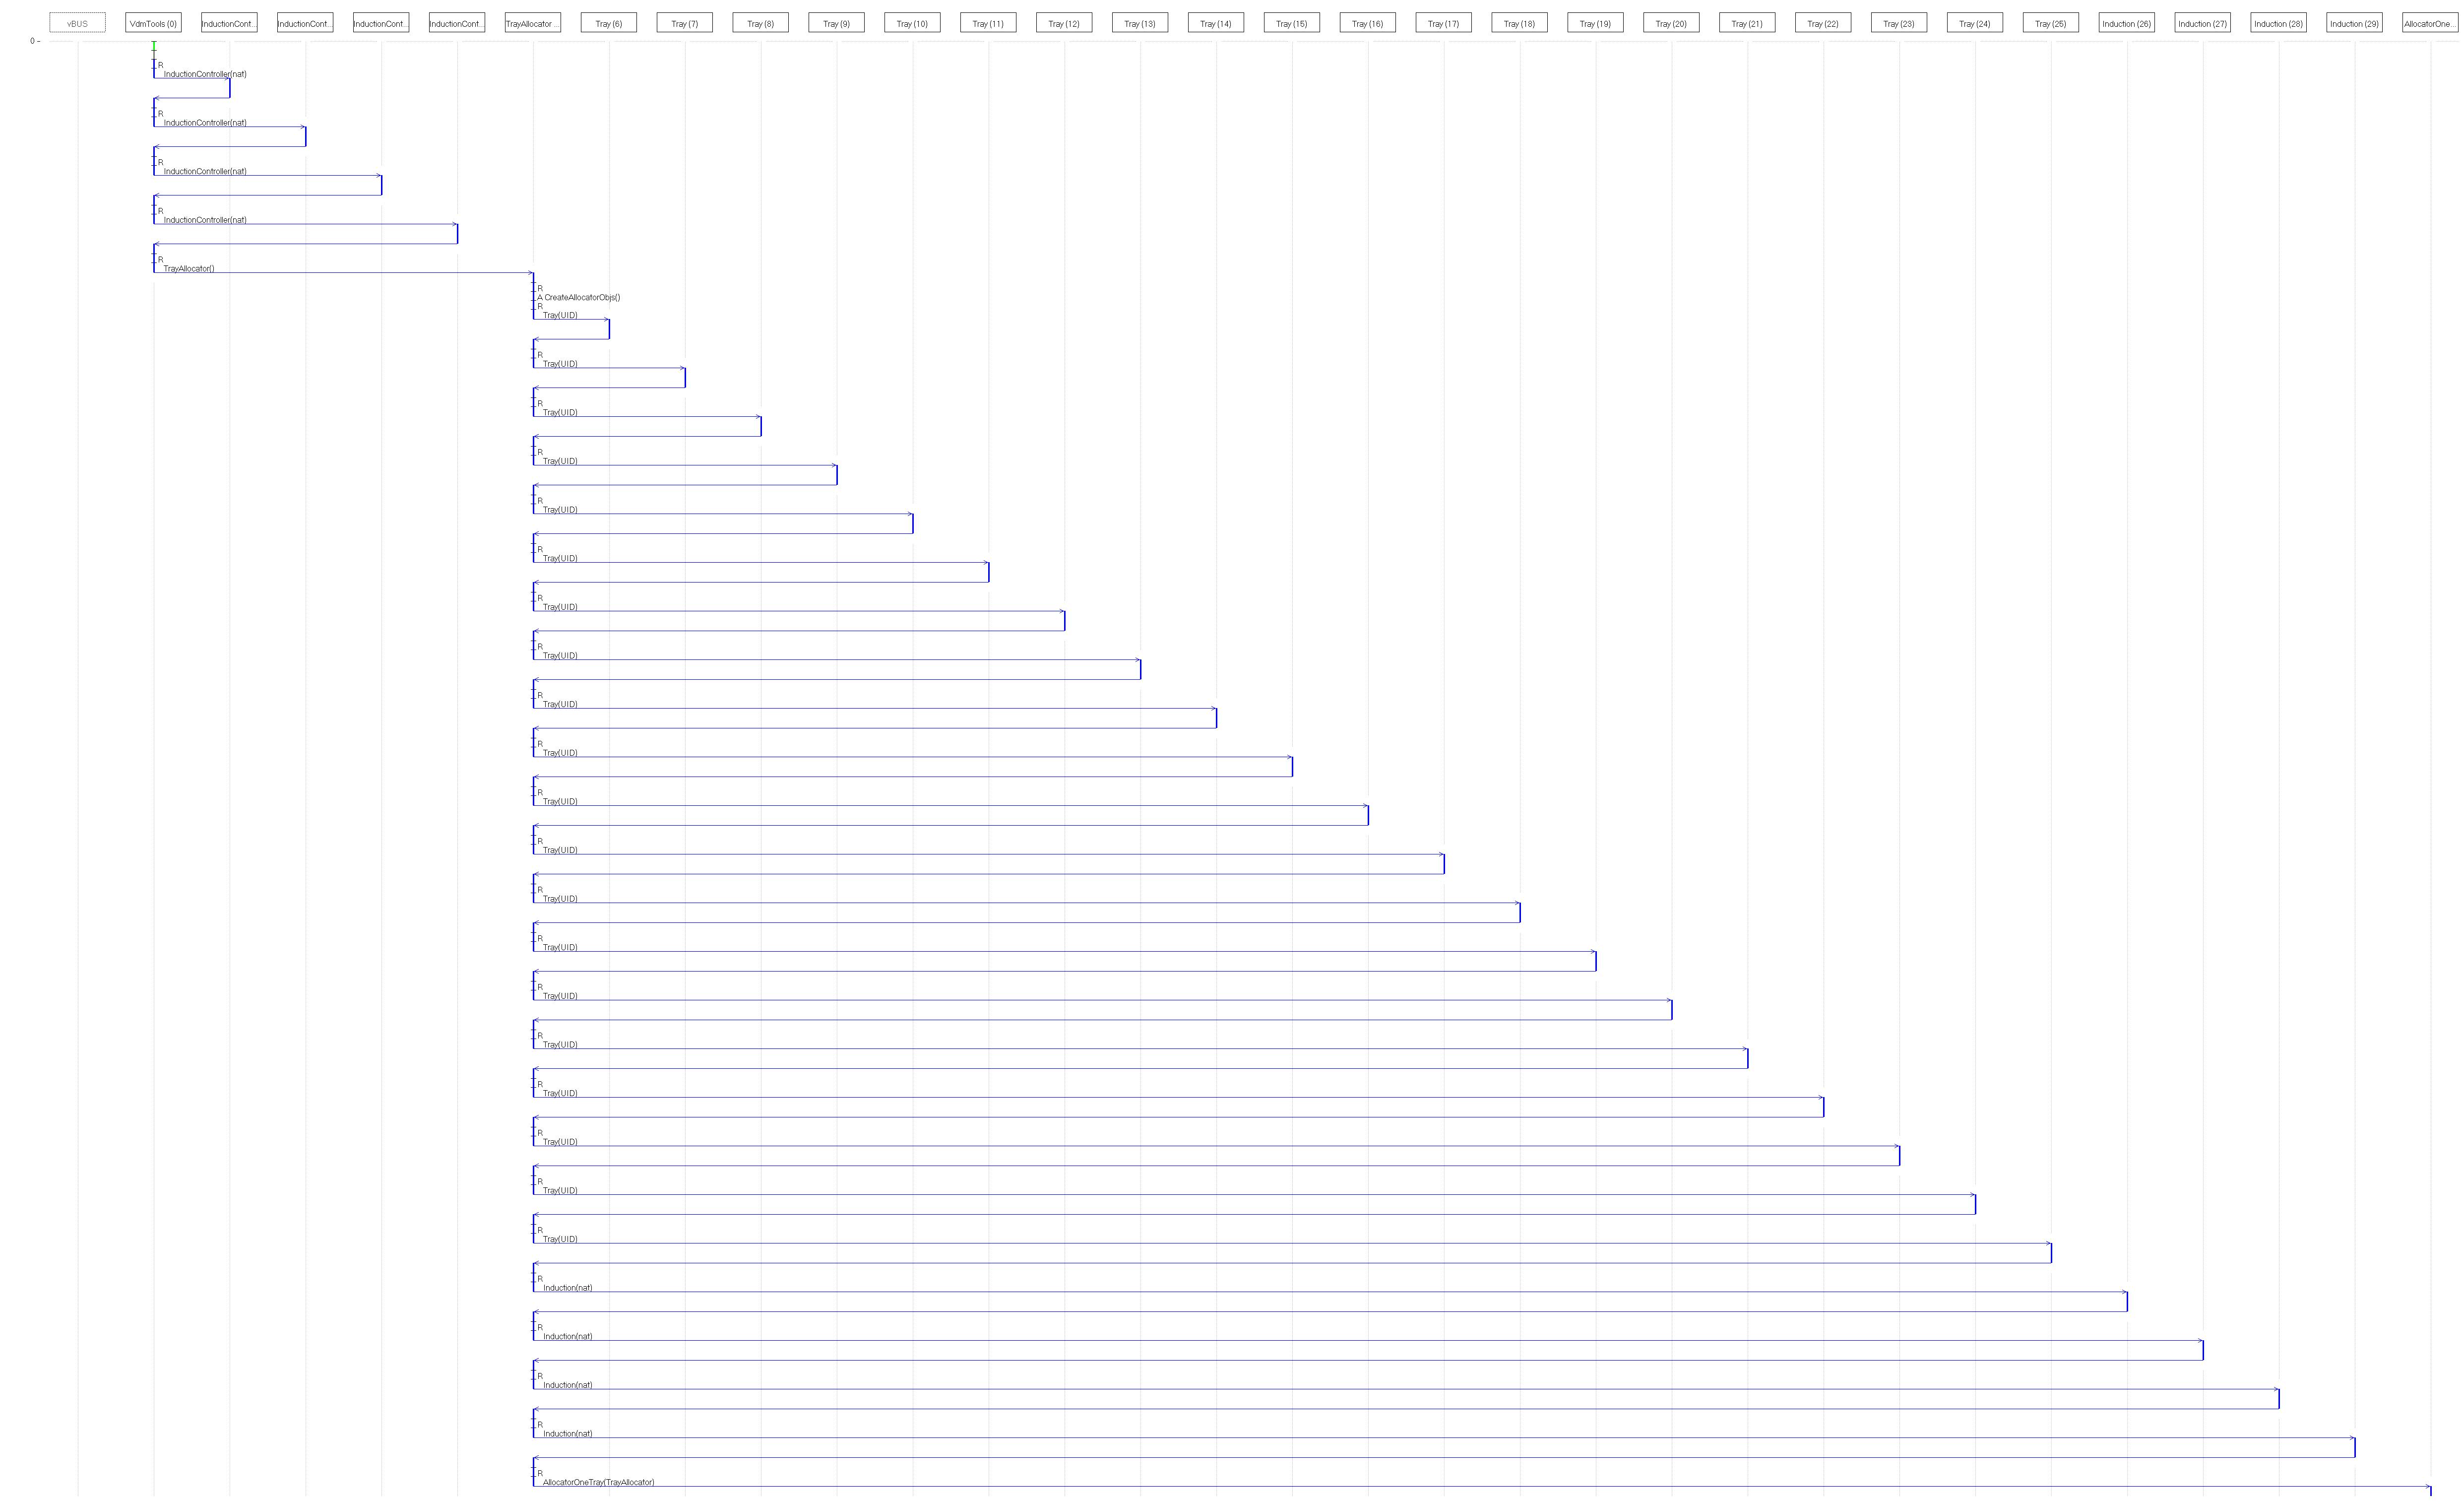 vBUS VdmTools (0) InductionCont... InductionCont... InductionCont... InductionCont... TrayAllocator ... Tray (6) Tray (7) Tray (8) Tray (9) Tray (10) Tray (11) Tray (12) Tray (13) Tray (14) Tray (15) Tray (16) Tray (17) Tray (18) Tray (19) Tray (20) Tray (21) Tray (22) Tray (23) Tray (24) Tray (25) Induction (26) Induction (27) Induction (28) Induction (29) AllocatorOne...
0
R
InductionController(nat)
R
InductionController(nat)
R
InductionController(nat)
R
InductionController(nat)
R
TrayAllocator()
R
A CreateAllocatorObjs()
R
Tray(UID)
R
Tray(UID)
R
Tray(UID)
R
Tray(UID)
R
Tray(UID)
R
Tray(UID)
R
Tray(UID)
R
Tray(UID)
R
Tray(UID)
R
Tray(UID)
R
Tray(UID)
R
Tray(UID)
R
Tray(UID)
R
Tray(UID)
R
Tray(UID)
R
Tray(UID)
R
Tray(UID)
R
Tray(UID)
R
Tray(UID)
R
Tray(UID)
R
Induction(nat)
R
Induction(nat)
R
Induction(nat)
R
Induction(nat)
R
AllocatorOneTray(TrayAllocator)